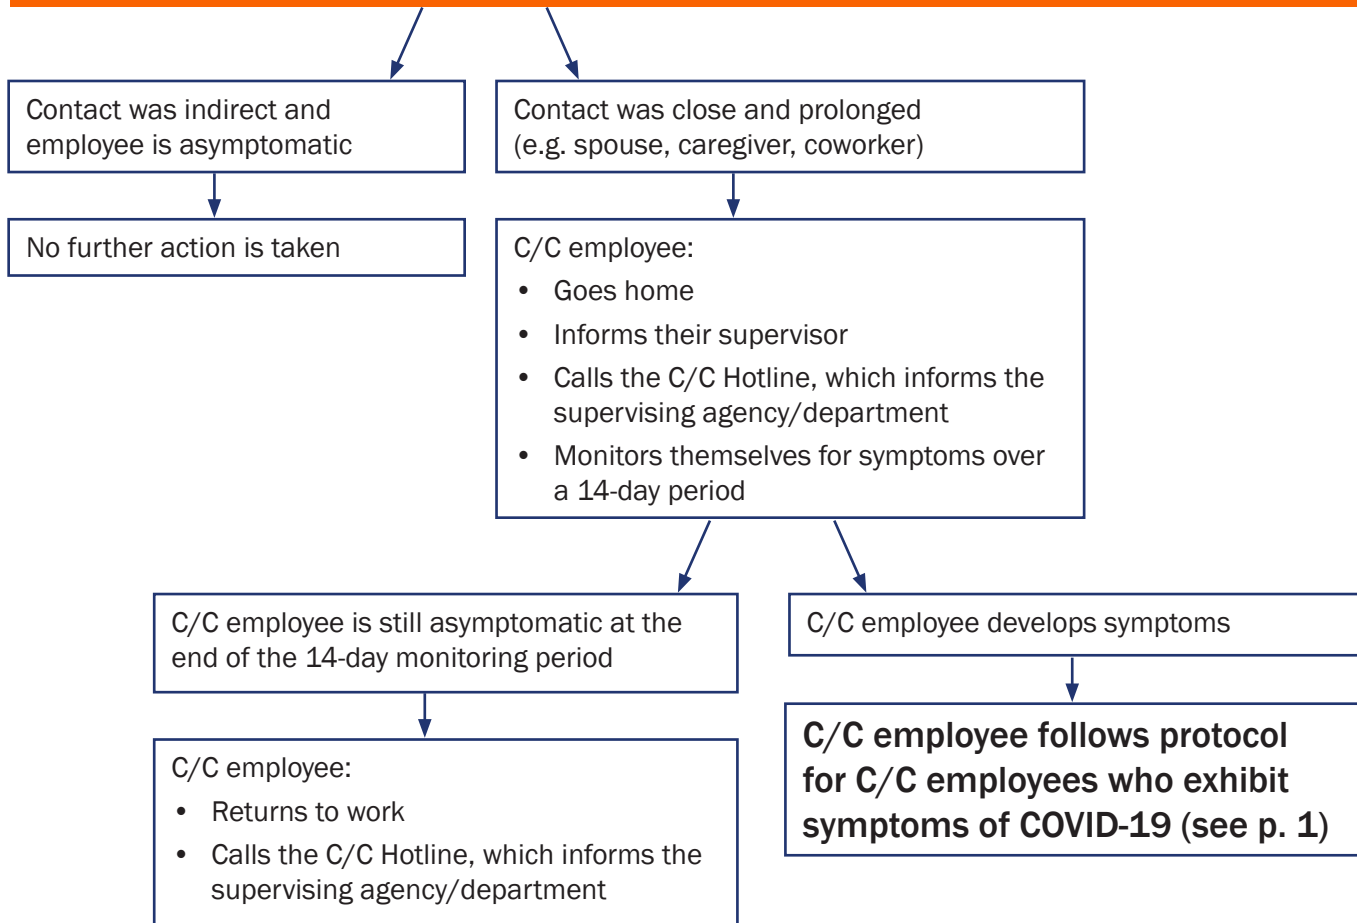 Contact was indirect and
employee is asymptomatic
Contact was close and prolonged
(e.g. spouse, caregiver, coworker)
No further action is taken
C/C employee:
• Goes home
• Informs their supervisor
• Calls the C/C Hotline, which informs the
supervising agency/department
• Monitors themselves for symptoms over
a 14-day period
C/C employee is still asymptomatic at the
end of the 14-day monitoring period
C/C employee develops symptoms
C/C employee:
• Returns to work
• Calls the C/C Hotline, which informs the
supervising agency/department
C/C employee follows protocol
for C/C employees who exhibit
symptoms of COVID-19 (see p. 1)